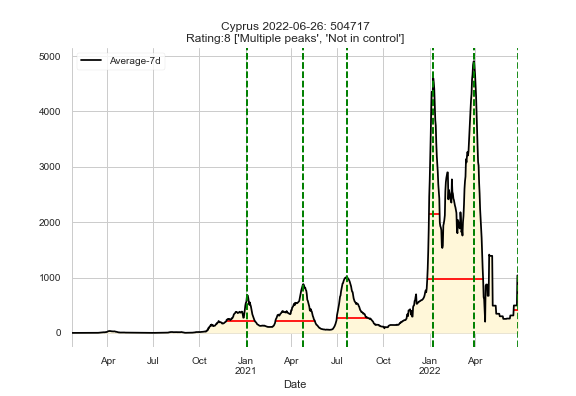 Cyprus 2022-06-26: 504717
Rating:8 ['Multiple peaks', 'Not in control']
Average-7d
5000
4000
3000
2000
1000
0
Apr Jul Oct Jan Apr Jul Oct Jan Apr
2021 2022
Date